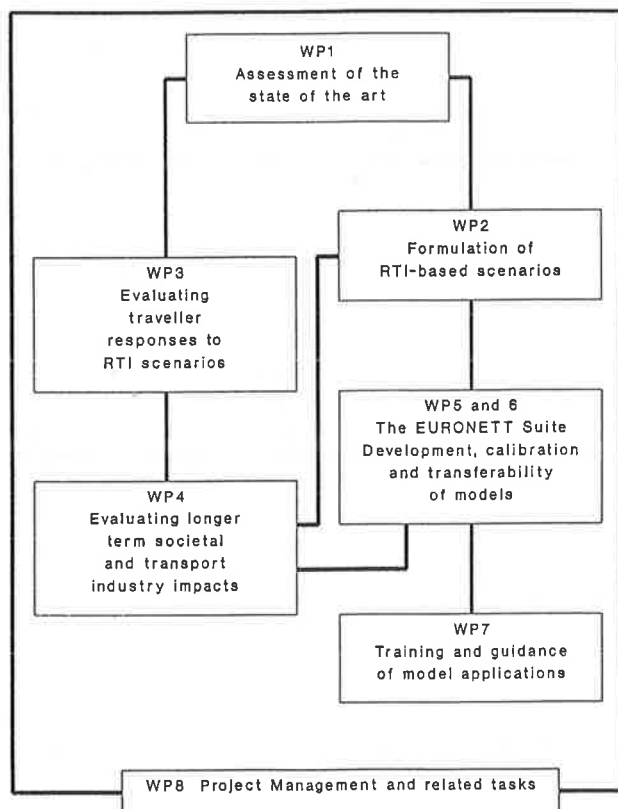 WP1
Assessment of the
state of the art
WP2
Formulation of
RTI-based scenarios
WP3
Evaluating
traveller
responses to
RTI scenarios
WP5 and 6
The EURONETT Suite
Development, calibration
and transferability
of models
WP4
Evaluating longer
term societal
and transport
industry impacts
WP7
Training and guidance
of model applications
WP8 Project Management and related tasks